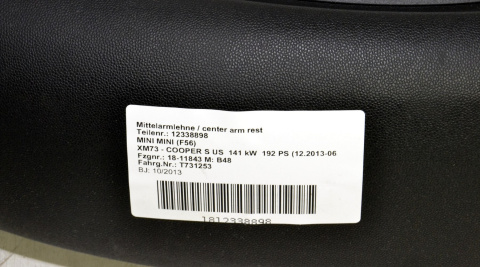 Mittelarmlehne / center arm rest
Teilenr.: 12338898
MINI MINI (F56)
XM73 - COOPER S US 141 kW 192 PS (12.2013-06
Fzgnr.: 18-11843 M: B48
Fahrg.Nr.: T731253
BJ: 10/2013
1812338898